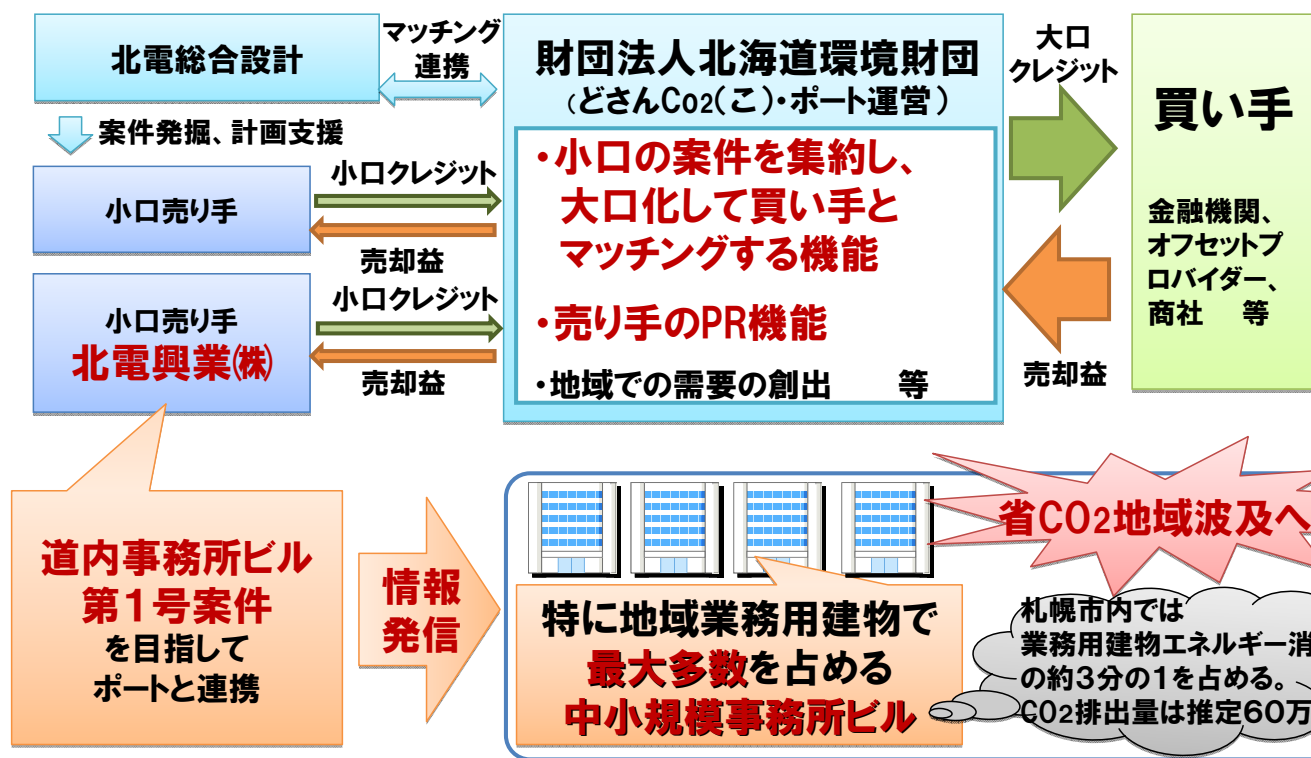 北電総合設計
マッチング
連携
財団法人北海道環境財団
（どさんCo2(こ)・ポート運営）
大口
クレジット
買い手
案件発掘、計画支援
小口売り手
小口クレジット
売却益
・小口の案件を集約し、
大口化して買い手と
マッチングする機能
・売り手のPR機能
・地域での需要の創出　　等
金融機関、
オフセットプ
ロバイダー、
商社　等
小口売り手
北電興業㈱
小口クレジット
売却益
売却益
道内事務所ビル
第１号案件
を目指して
ポートと連携
情報
発信
特に地域業務用建物で
最大多数を占める
中小規模事務所ビル
省CO2地域波及へ
札幌市内では
業務用建物エネルギー消
の約３分の１を占める。
CO2排出量は推定60万